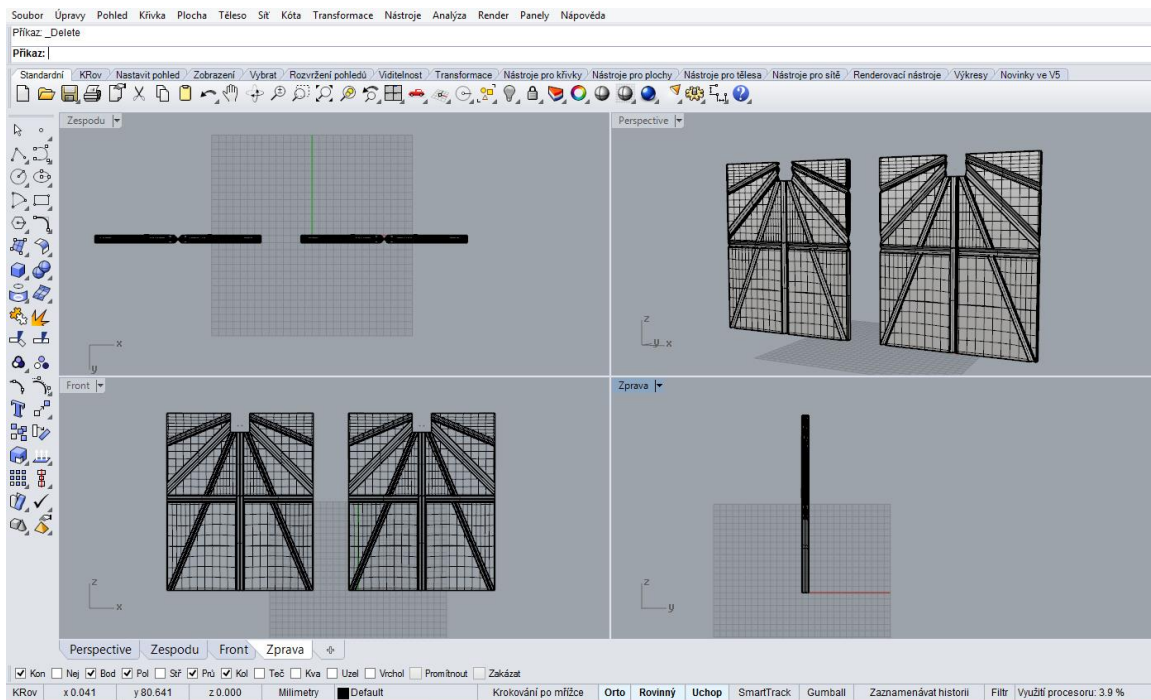 Soubor Úpravy Pohled Křivka Plocha Těleso Síť Kóta Transformace Nástroje Analýza Render Panely Nápověda
Příkaz: _Delete
Příkaz:
Standardní KRov Nastavit pohled Zobrazení Vybrat Rozvržení pohledů Viditelnost Transformace Nástroje pro křivky Nástroje pro plochy Nástroje pro tělesa Nástroje pro sítě Renderovací nástroje Výkresy Novinky ve V5
Zespodu
Perspective
x
y
z
y x
Front
Zprava
z
x
z
y
Perspective Zespodu Front Zprava
Kon Nej Bod Pol Stř Prů Kol Teč Kva Uzel Vrchol Promítnout Zakázat
KRov x 0.041 y 80.641 z 0.000 Milimetry Default Krokování po mřížce Orto Rovinný Uchop SmartTrack Gumball Zaznamenávat historii Filtr Využití procesoru: 3.9 %